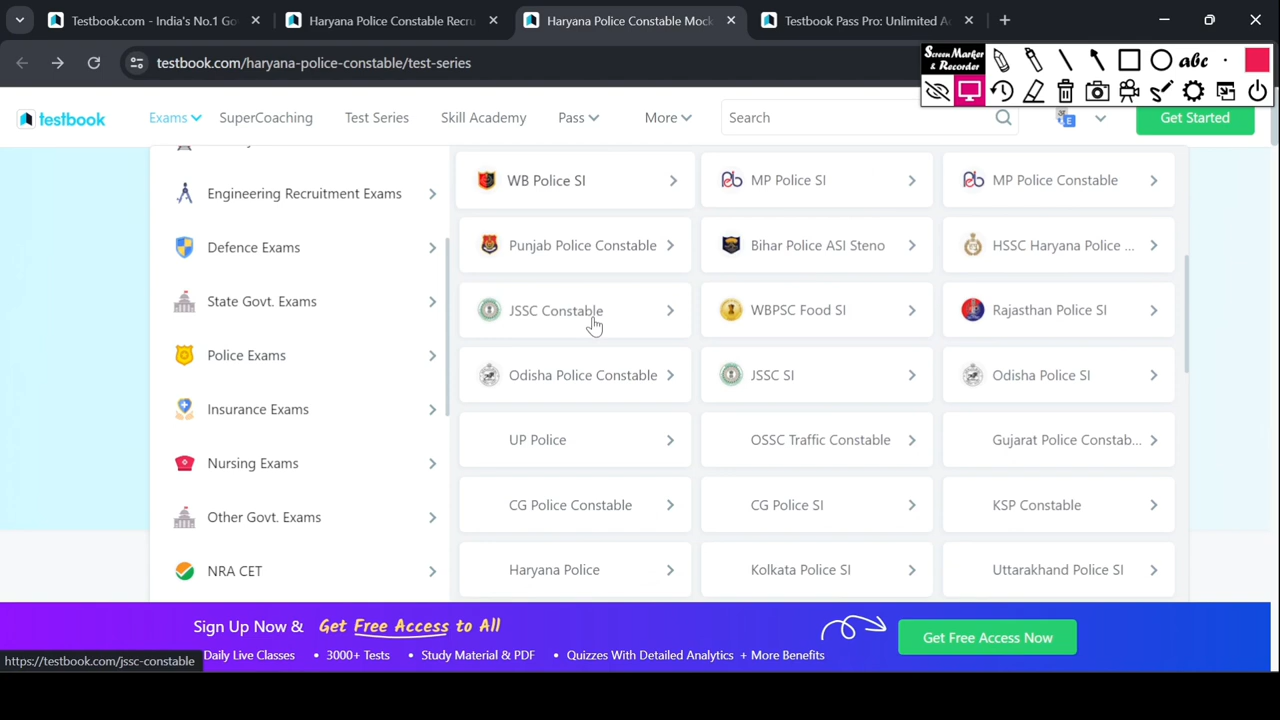 Testbook.com - India's No.1 Go
Haryana Police Constable Recru
Haryana Police Constable Mock
Testbook Pass Pro: Unlimited Ac
testbook.com/haryana-police-constable/test-series
Screen Marker
& Recorder
abc
testbook
Exams
SuperCoaching
Test Series
Skill Academy
Pass
More
Search
Get Started
Engineering Recruitment Exams
Defence Exams
State Govt. Exams
Police Exams
Insurance Exams
Nursing Exams
Other Govt. Exams
NRA CET
WB Police SI
MP Police SI
MP Police Constable
Punjab Police Constable
Bihar Police ASI Steno
HSSC Haryana Police ...
JSSC Constable
WBPSC Food SI
Rajasthan Police SI
Odisha Police Constable
JSSC SI
Odisha Police SI
UP Police
OSSC Traffic Constable
Gujarat Police Constab...
CG Police Constable
CG Police SI
KSP Constable
Haryana Police
Kolkata Police SI
Uttarakhand Police SI
Sign Up Now & Get Free Access to All
Daily Live Classes • 3000+ Tests • Study Material & PDF • Quizzes With Detailed Analytics + More Benefits
Get Free Access Now
https://testbook.com/jssc-constable